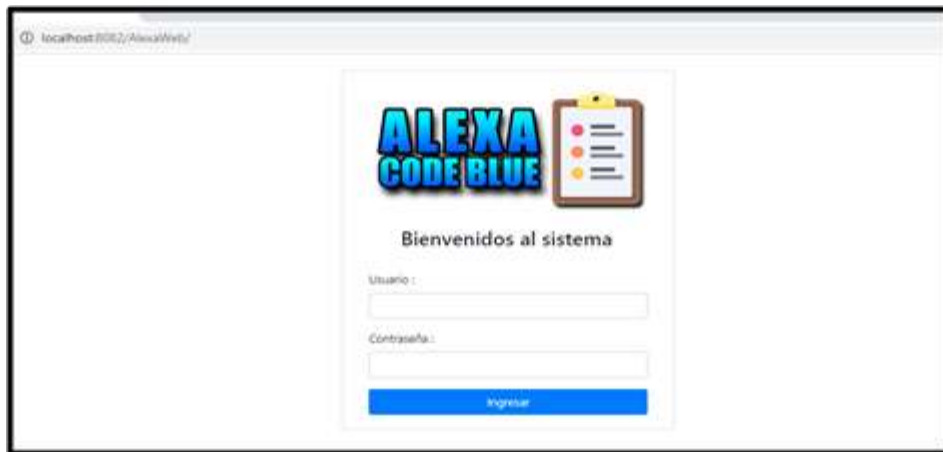 localhost:8082/AlexaWeb/
ALEXA
CODE BLUE
Bienvenidos al sistema
Usuario :
Contraseña :
Ingresar